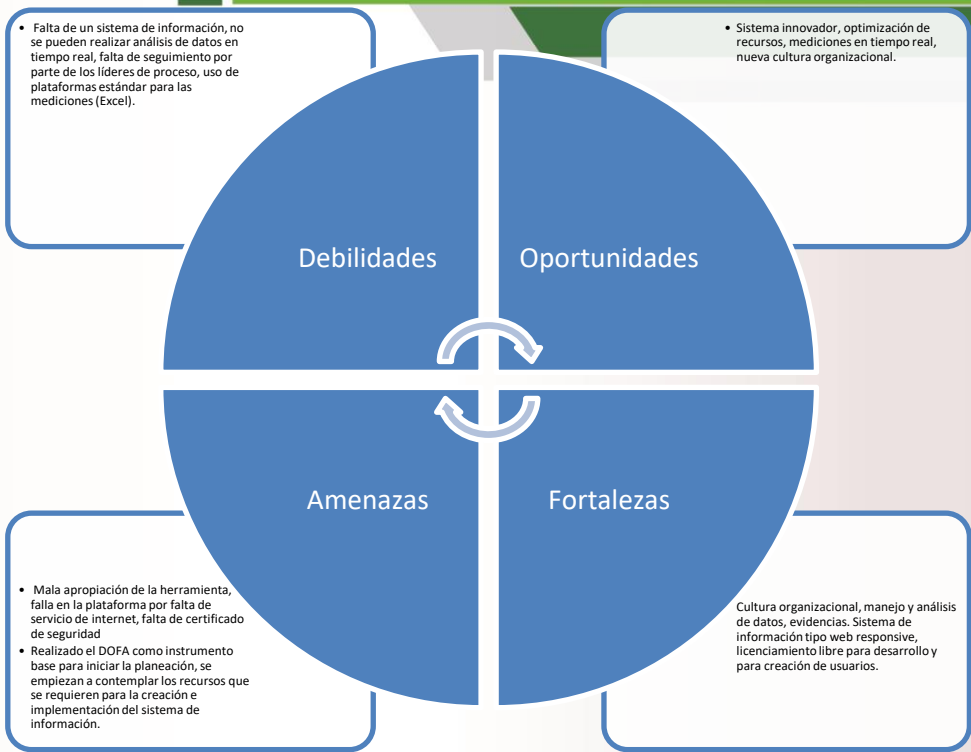 • Falta de un sistema de información, no
se pueden realizar análisis de datos en
tiempo real, falta de seguimiento por
parte de los líderes de proceso, uso de
plataformas estándar para las
mediciones (Excel).
• Sistema innovador, optimización de
recursos, mediciones en tiempo real,
nueva cultura organizacional.
Debilidades
Oportunidades
Amenazas
Fortalezas
• Mala apropiación de la herramienta,
falla en la plataforma por falta de
servicio de internet, falta de certificado
de seguridad
• Realizado el DOFA como instrumento
base para iniciar la planeación, se
empiezan a contemplar los recursos que
se requieren para la creación e
implementación del sistema de
información.
Cultura organizacional, manejo y análisis
de datos, evidencias. Sistema de
información tipo web responsive,
licenciamiento libre para desarrollo y
para creación de usuarios.